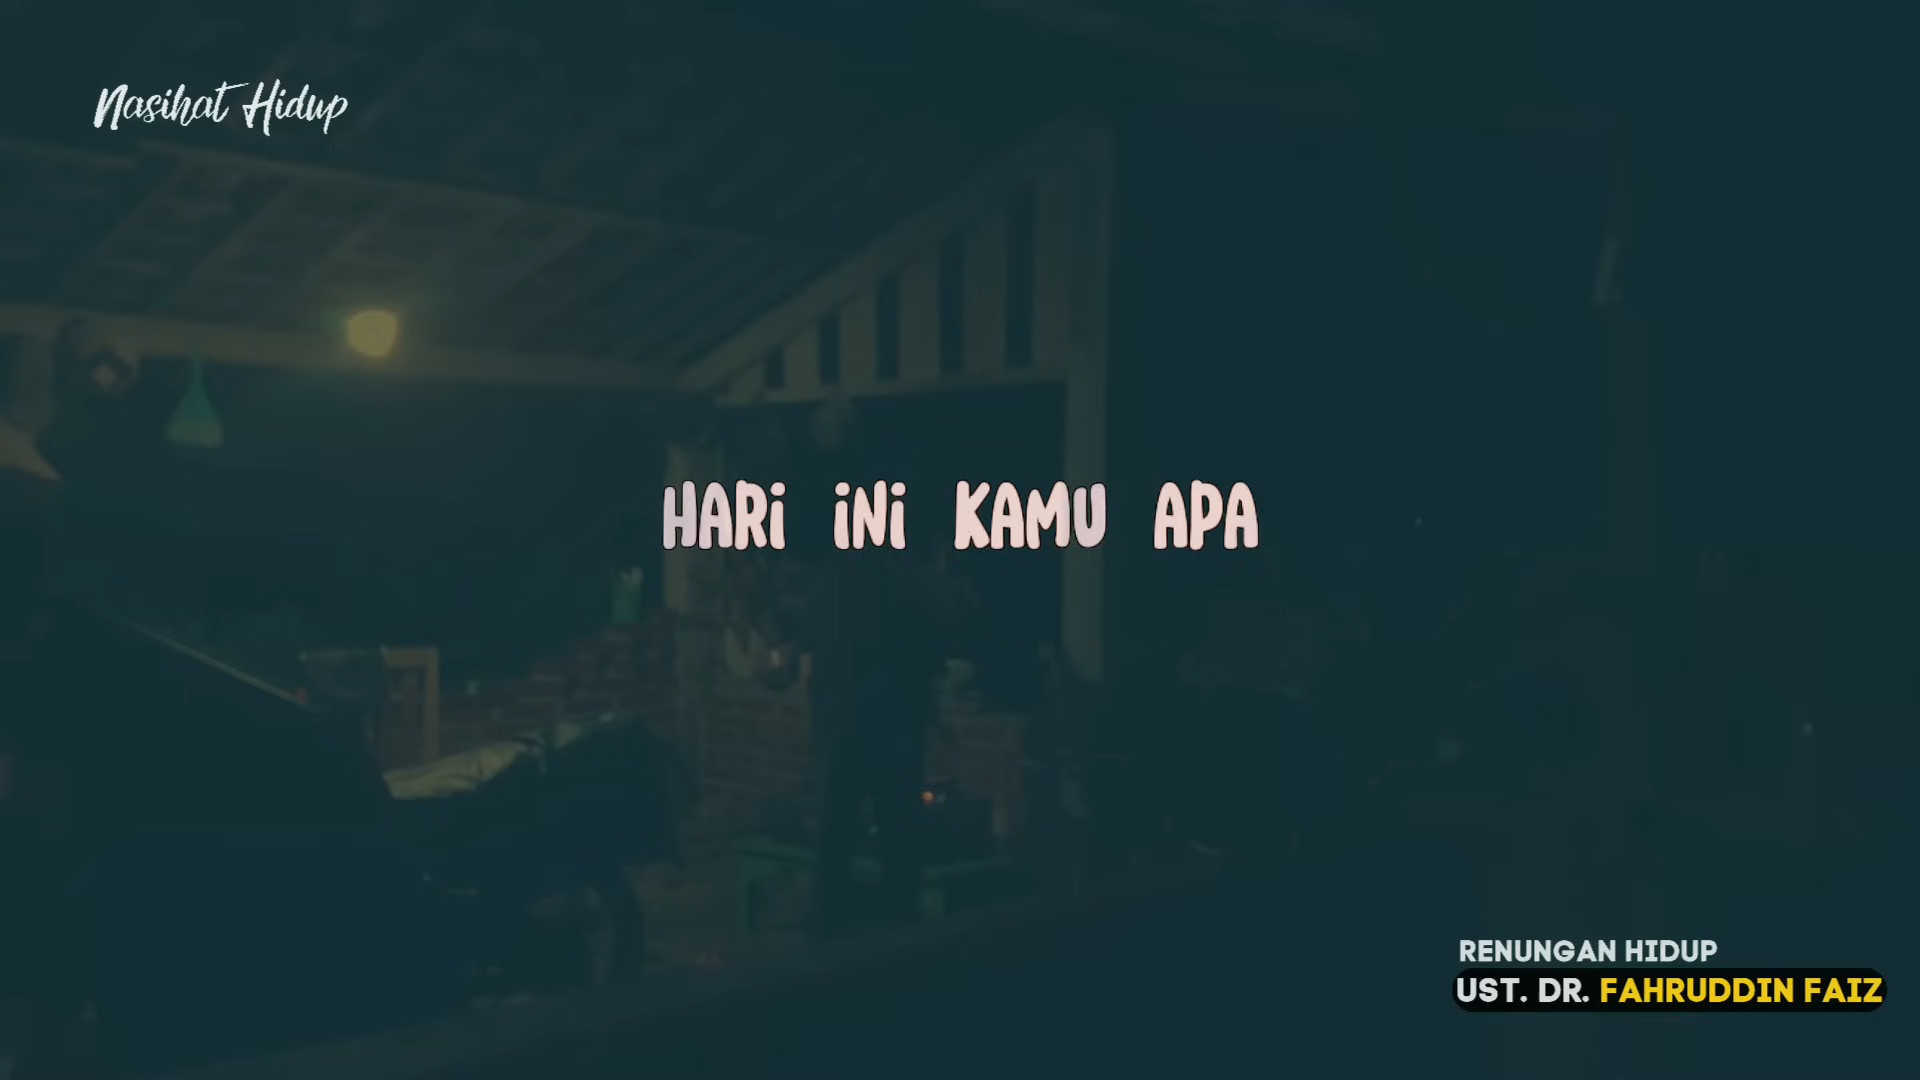 Nasihat Hidup
HARi iNi KAMU APA
RENUNGAN HIDUP
UST. DR. FAHRUDDIN FAIZ